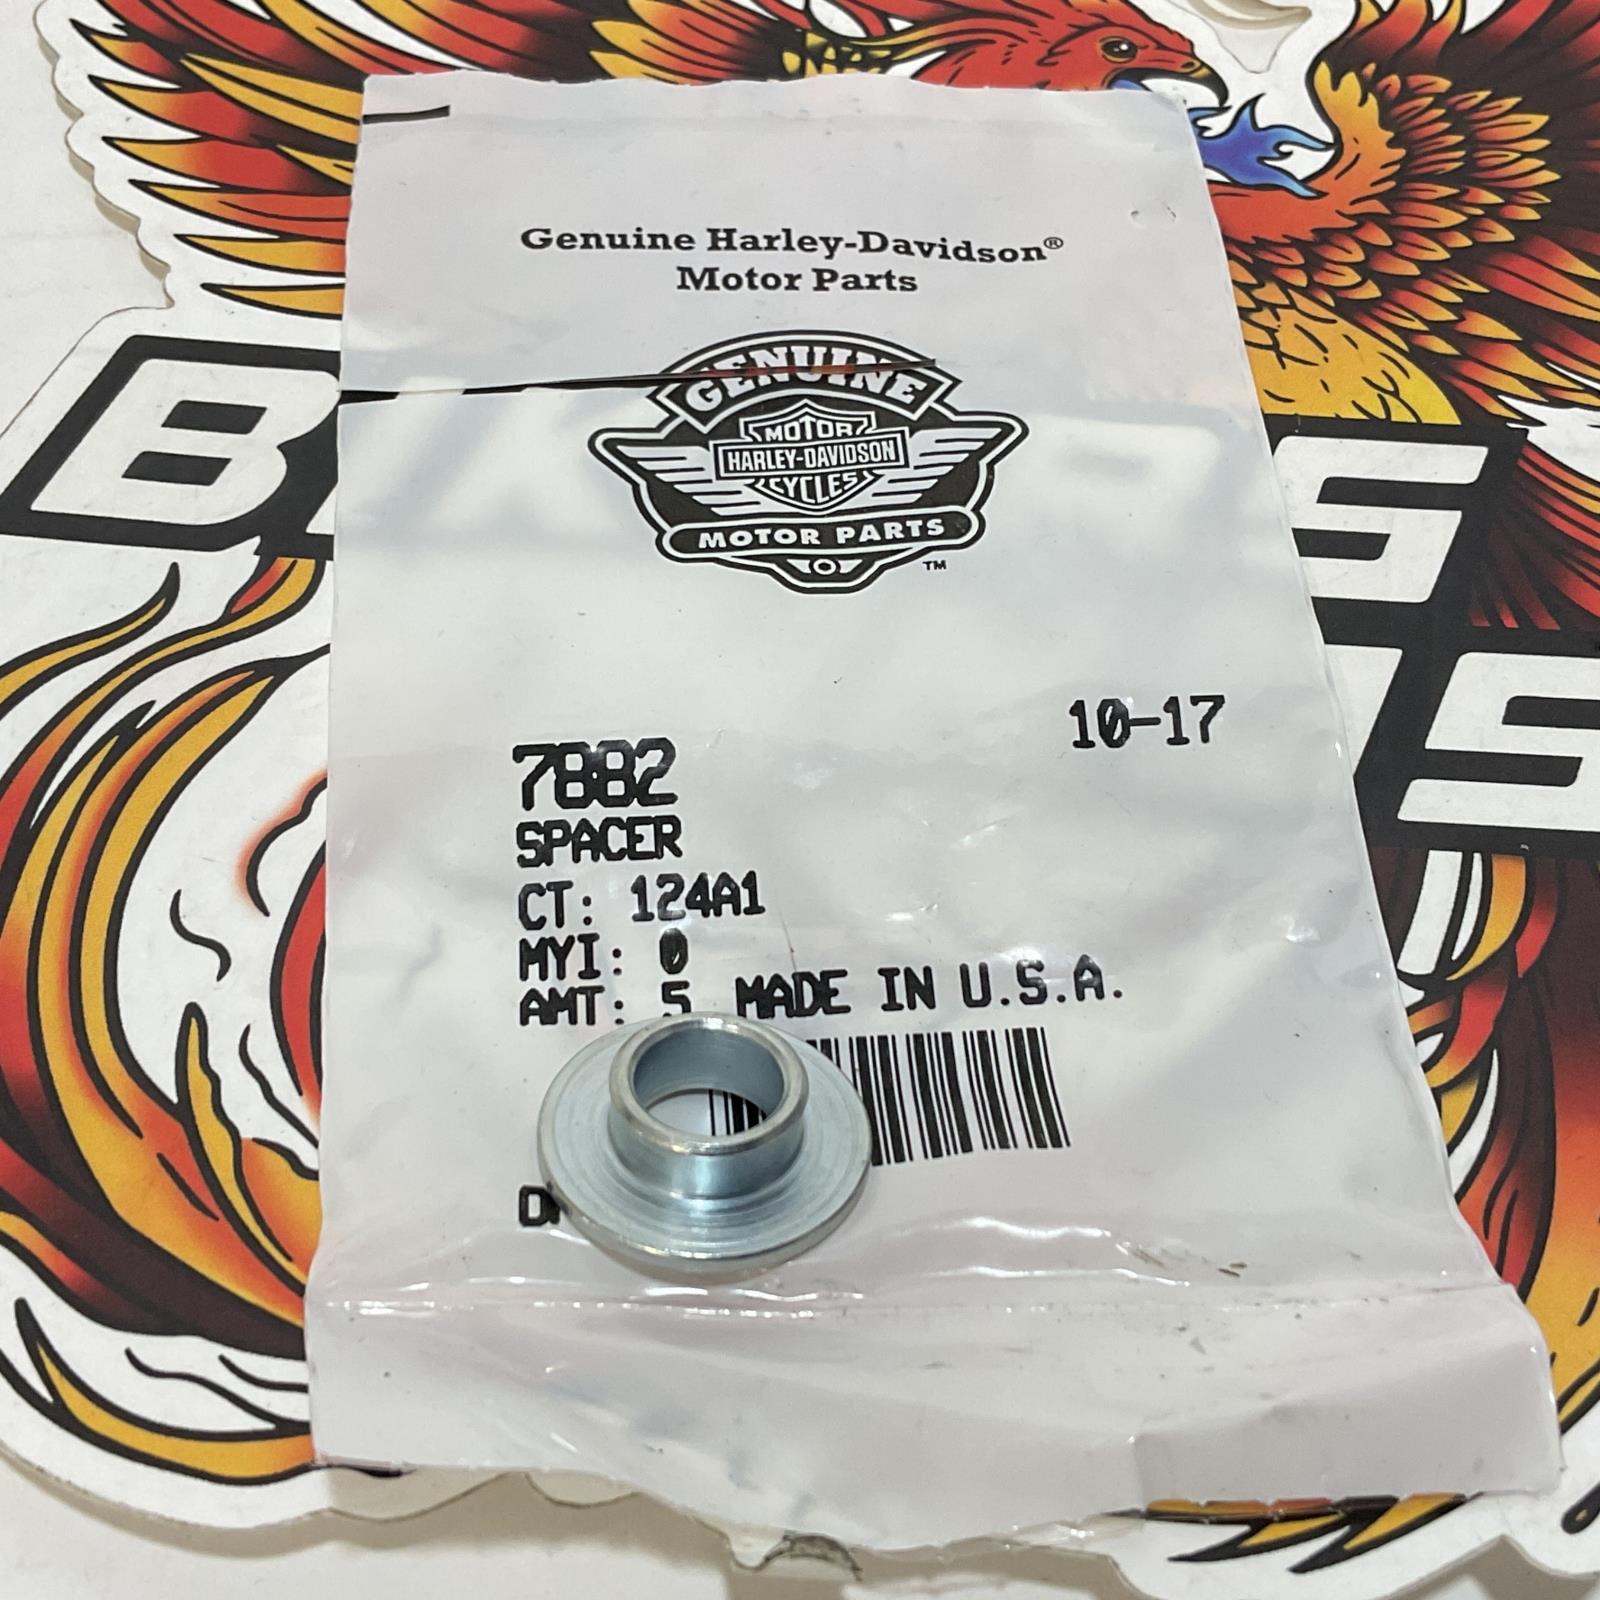 Genuine Harley-Davidson®
Motor Parts
GENUINE
MOTOR
HARLEY-DAVIDSON
CYCLES
MOTOR PARTS
™
10-17
7882
SPACER
CT: 124A1
MYI: 0
AMT: 5 MADE IN U.S.A.